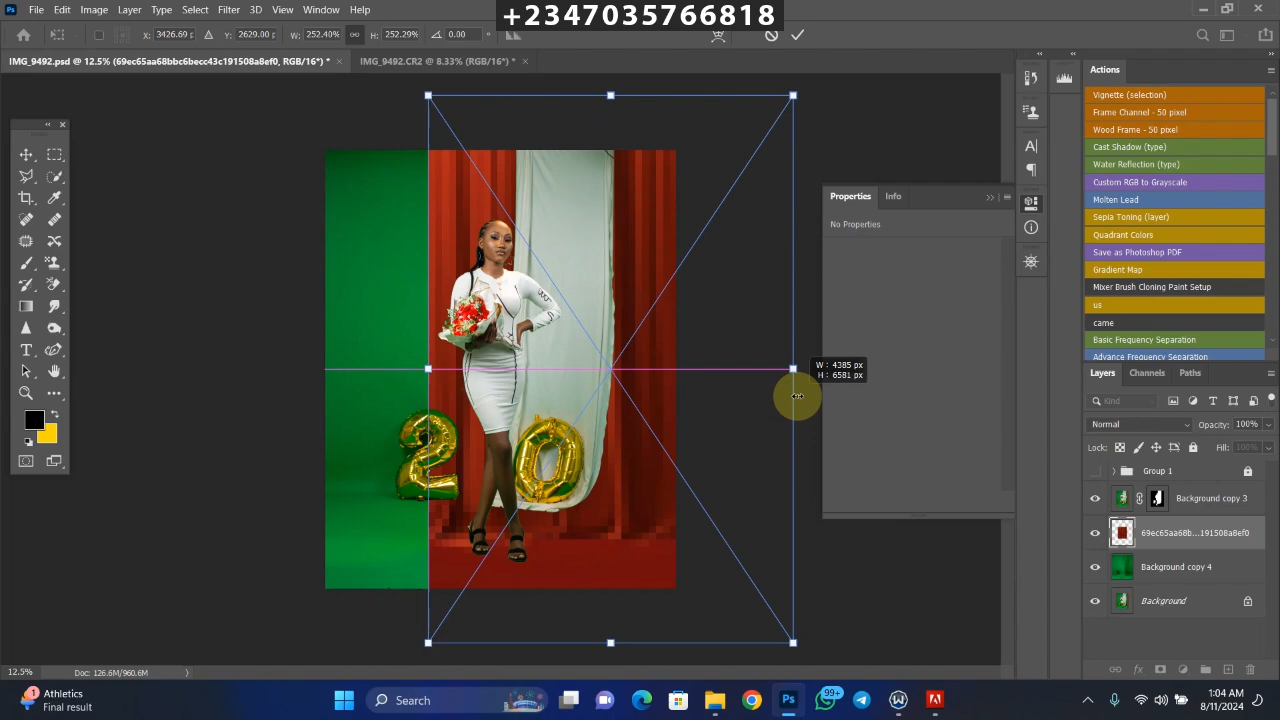 +2347035766818
Ps File Edit Image Layer Type Select Filter 3D View Window Help
X: 3426.69 p Y: 2629.00 p W: 252.40% H: 252.29% 0.00 °
IMG_9492.psd @ 12.5% (69ec65aa68bbc6becc43c191508a8ef0, RGB/16*) * × IMG_9492.CR2 @ 8.33% (RGB/16*) * ×
Actions
Vignette (selection)
Frame Channel - 50 pixel
Wood Frame - 50 pixel
Cast Shadow (type)
Water Reflection (type)
Custom RGB to Grayscale
Molten Lead
Sepia Toning (layer)
Quadrant Colors
Save as Photoshop PDF
Gradient Map
Mixer Brush Cloning Paint Setup
us
came
Basic Frequency Separation
Advance Frequency Separation
Properties Info
No Properties
W: 4385 px
H: 6581 px
Layers Channels Paths
Kind
Normal Opacity: 100%
Lock: Fill: 100%
Group 1
Background copy 3
69ec65aa68b...191508a8ef0
Background copy 4
Background
12.5% Doc: 126.6M/960.6M
1 Athletics
Final result
Search
Ps
99+
1:04 AM
8/11/2024